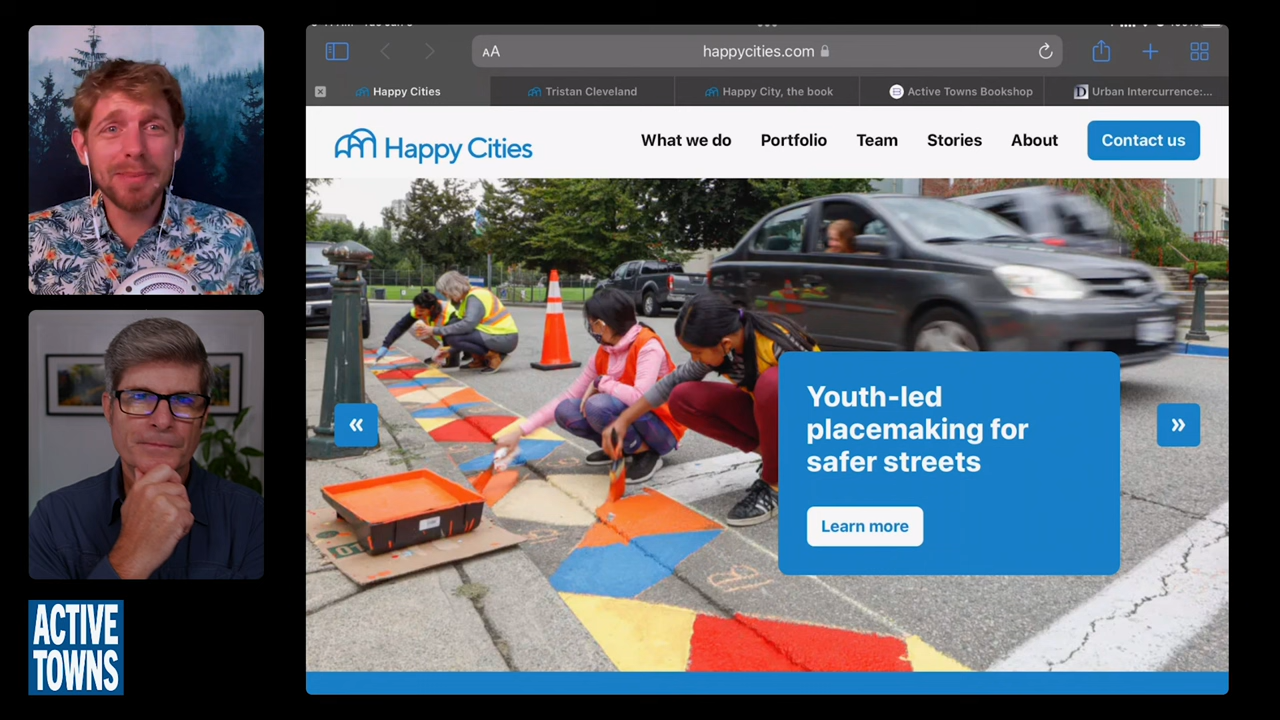 AA
happycities.com
Happy Cities
Tristan Cleveland
Happy City, the book
Active Towns Bookshop
Urban Intercurrence:...
Happy Cities
What we do
Portfolio
Team
Stories
About
Contact us
«
»
Youth-led
placemaking for
safer streets
Learn more
ACTIVE
TOWNS